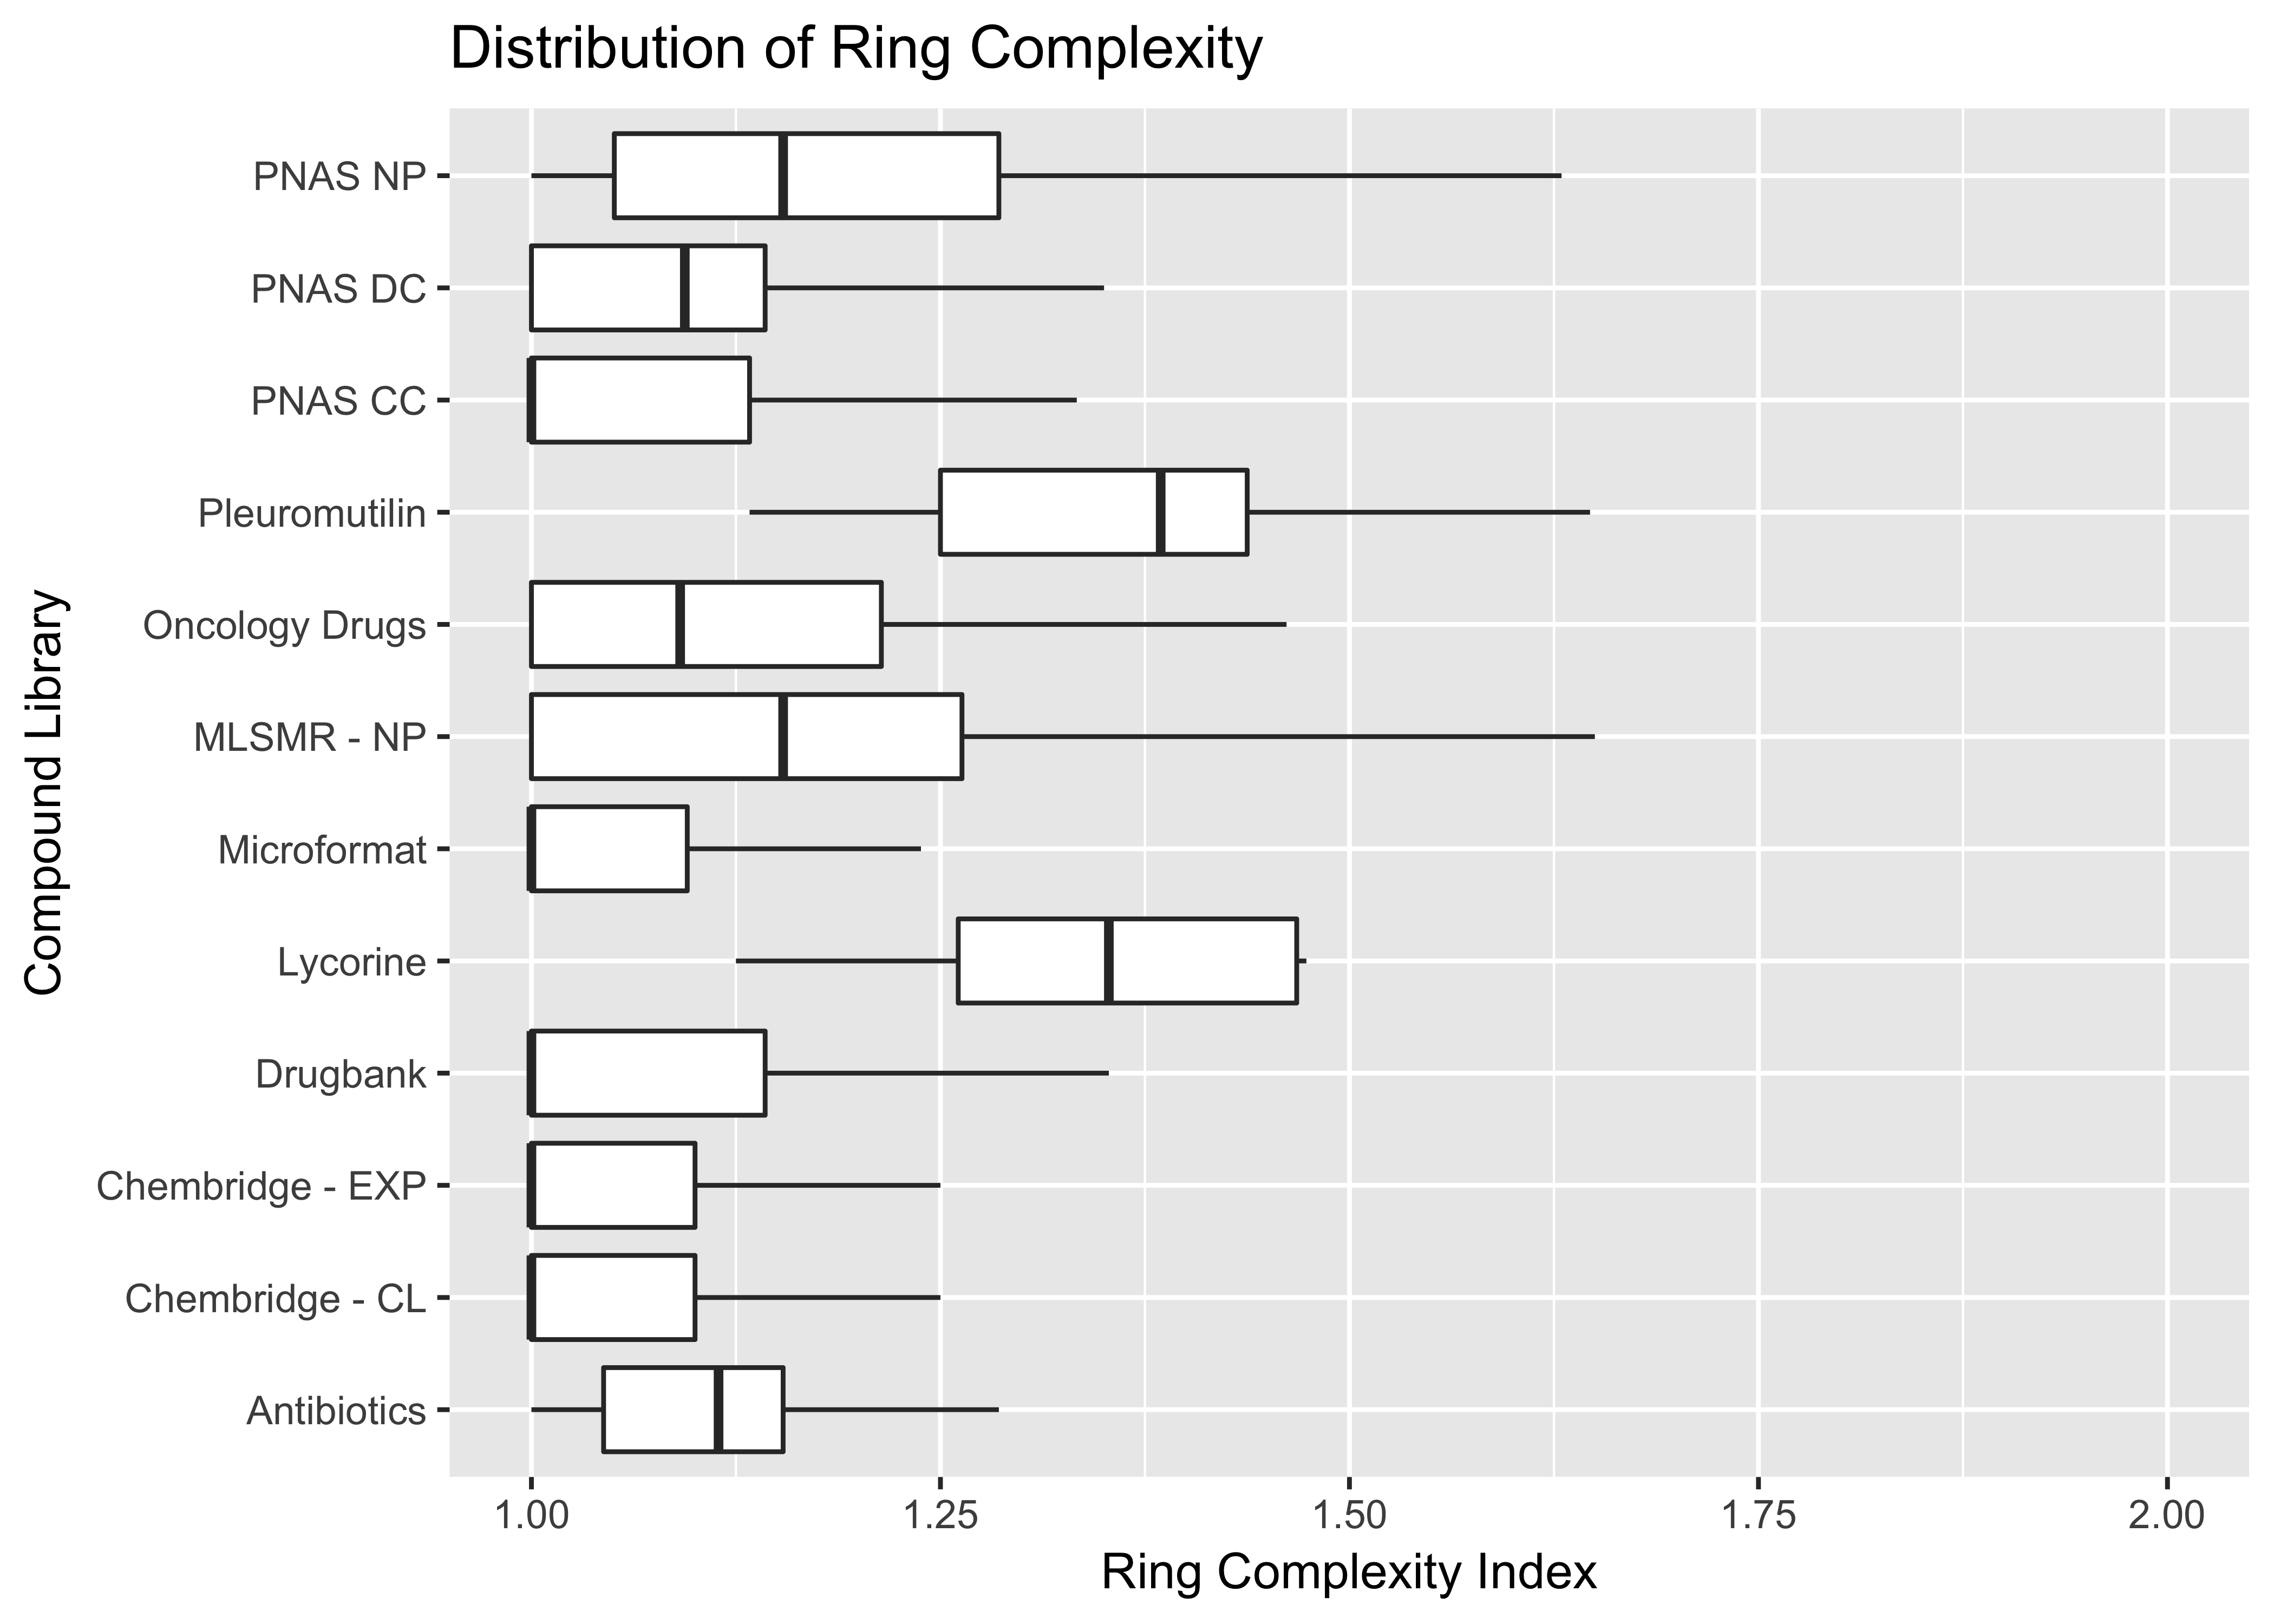 Distribution of Ring Complexity
Compound Library
PNAS NP
PNAS DC
PNAS CC
Pleuromutilin
Oncology Drugs
MLSMR - NP
Microformat
Lycorine
Drugbank
Chembridge - EXP
Chembridge - CL
Antibiotics
1.00 1.25 1.50 1.75 2.00
Ring Complexity Index